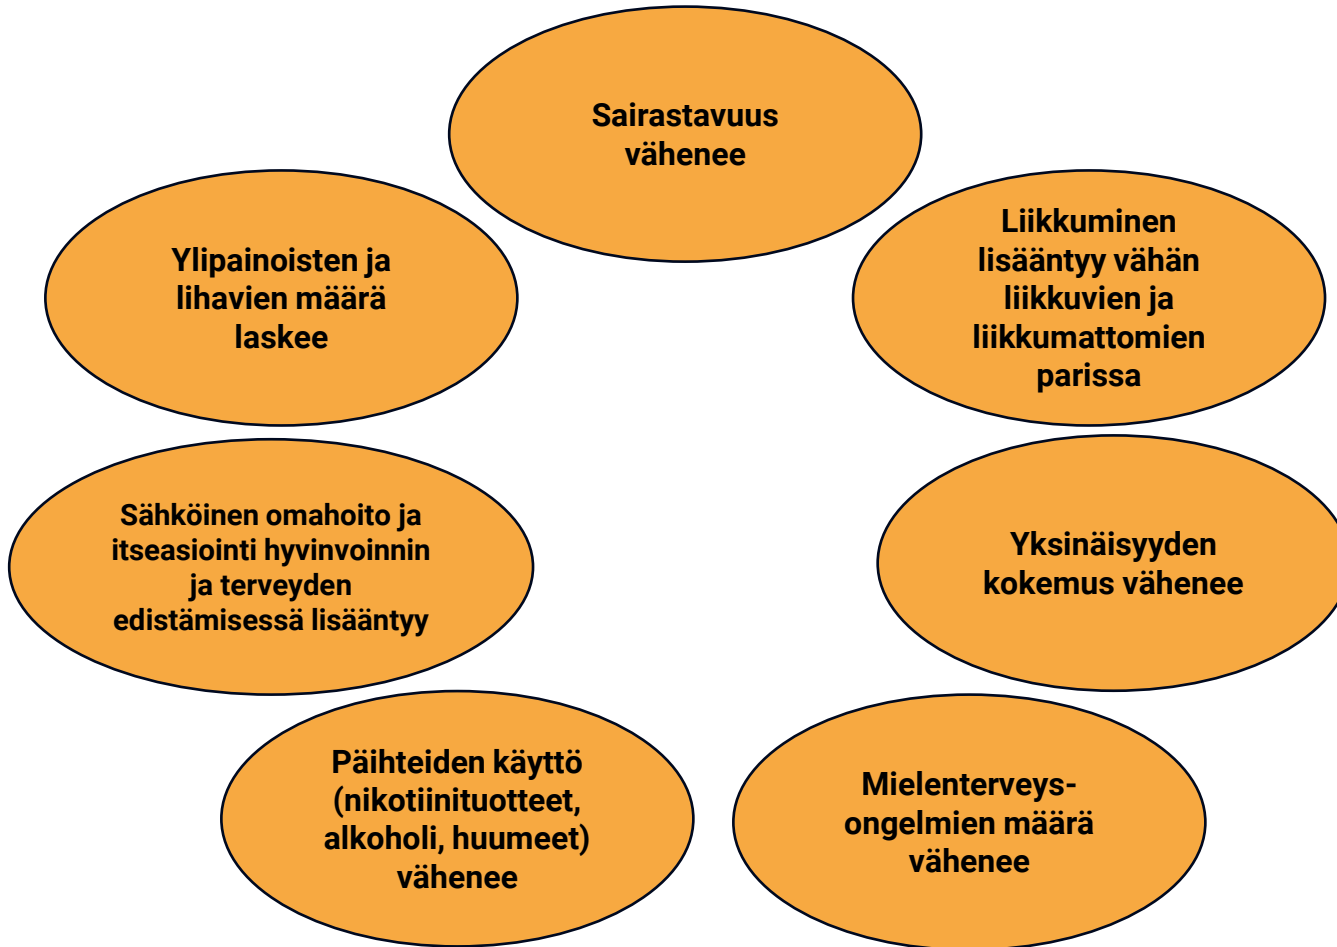 Sairastavuus
vähenee
Ylipainoisten ja
lihavien määrä
laskee
Liikkuminen
lisääntyy vähän
liikkuvien ja
liikkumattomien
parissa
Sähköinen omahoito ja
itseasiointi hyvinvoinnin
ja terveyden
edistämisessä lisääntyy
Yksinäisyyden
kokemus vähenee
Päihteiden käyttö
(nikotiinituotteet,
alkoholi, huumeet)
vähenee
Mielenterveys-
ongelmien määrä
vähenee